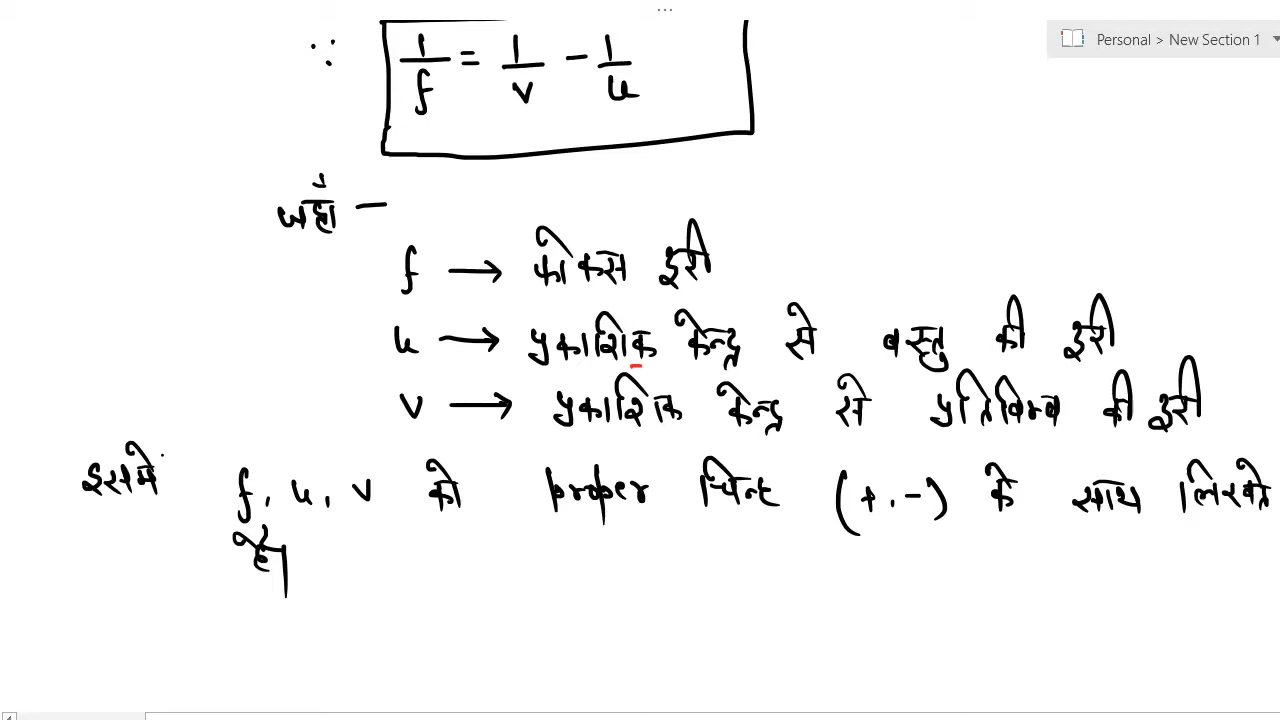 ...
Personal > New Section 1
∵ 1/f = 1/v - 1/u
जहाँ —
f → फोकस दूरी
u → प्रकाशिक केन्द्र से वस्तु की दूरी
v → प्रकाशिक केन्द्र से प्रतिबिम्ब की दूरी
इसमे f, u, v को proper चिन्ह (+, -) के साथ लिखते
है।